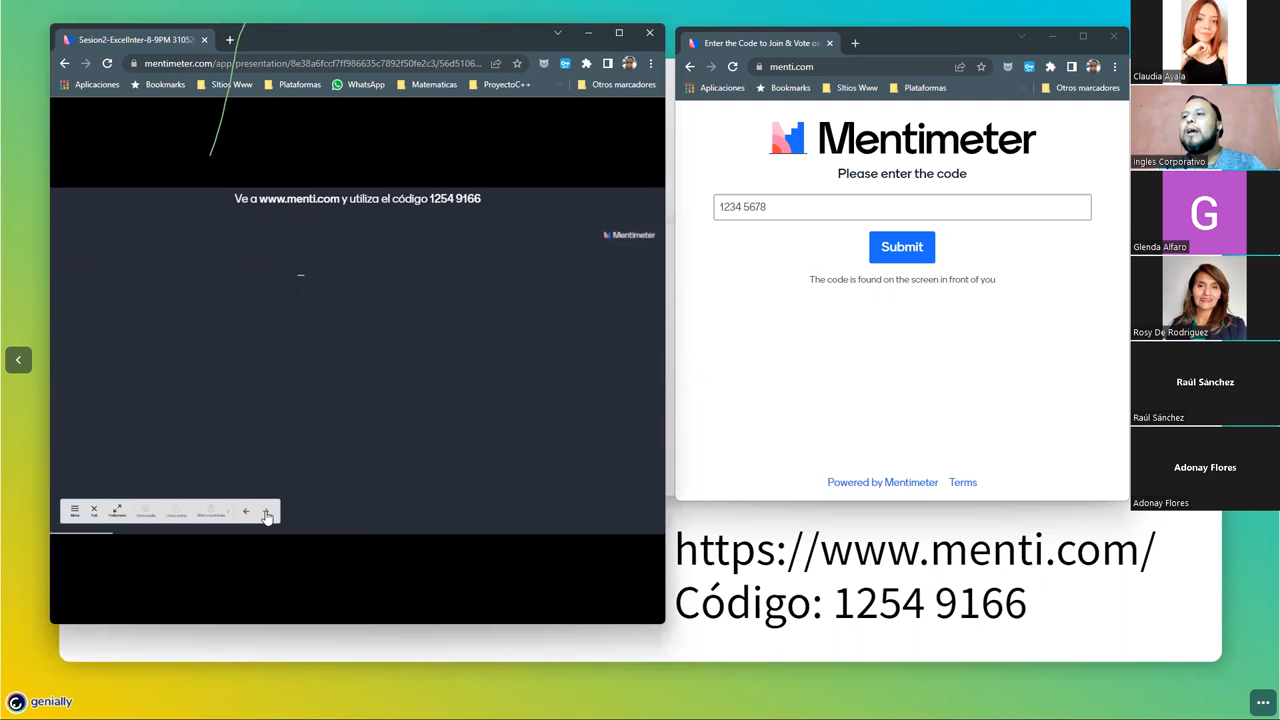 Sesion2-ExcelInter-8-9PM 31052
mentimeter.com/app/presentation/8e38a6fccf7ff986635c7892f50fe2c3/56d1c106...
Aplicaciones
Bookmarks
SItios Www
Plataformas
WhatsApp
Matematicas
ProyectoC++
Otros marcadores
Ve a www.menti.com y utiliza el código 1254 9166
Mentimeter
Enter the Code to Join & Vote o
menti.com
Aplicaciones
Bookmarks
SItios Www
Plataformas
Otros marcadores
Mentimeter
Please enter the code
1234 5678
Submit
The code is found on the screen in front of you
Powered by Mentimeter
Terms
https://www.menti.com/
Código: 1254 9166
Claudia Ayala
Ingles Corporativo
G
Glenda Alfaro
Rosy De Rodriguez
Raúl Sánchez
Raúl Sánchez
Adonay Flores
Adonay Flores
genially